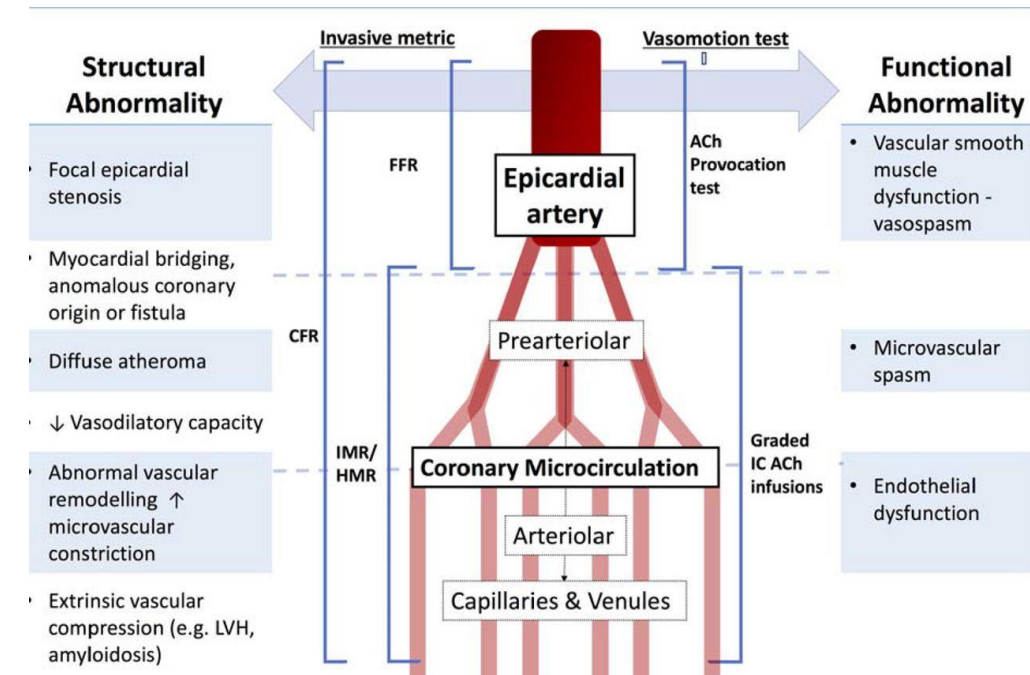 Invasive metric
Vasomotion test
Structural
Abnormality
• Focal epicardial
stenosis
• Myocardial bridging,
anomalous coronary
origin or fistula
• Diffuse atheroma
• ↓ Vasodilatory capacity
• Abnormal vascular
remodelling ↑
microvascular
constriction
• Extrinsic vascular
compression (e.g. LVH,
amyloidosis)
CFR
FFR
IMR/
HMR
Epicardial
artery
Prearteriolar
Coronary Microcirculation
Arteriolar
Capillaries & Venules
ACh
Provocation
test
Graded
IC ACh
infusions
Functional
Abnormality
• Vascular smooth
muscle
dysfunction -
vasospasm
• Microvascular
spasm
• Endothelial
dysfunction